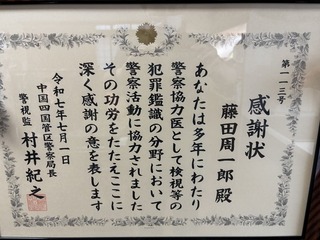 第一一三号
感謝状
藤田周一郎殿
あなたは多年にわたり
警察協力医として検視等の
犯罪鑑識の分野において
警察活動に協力されました
その功労をたたえここに
深く感謝の意を表します
令和七年七月一日
中国四国管区警察局長
警視監 村井紀之